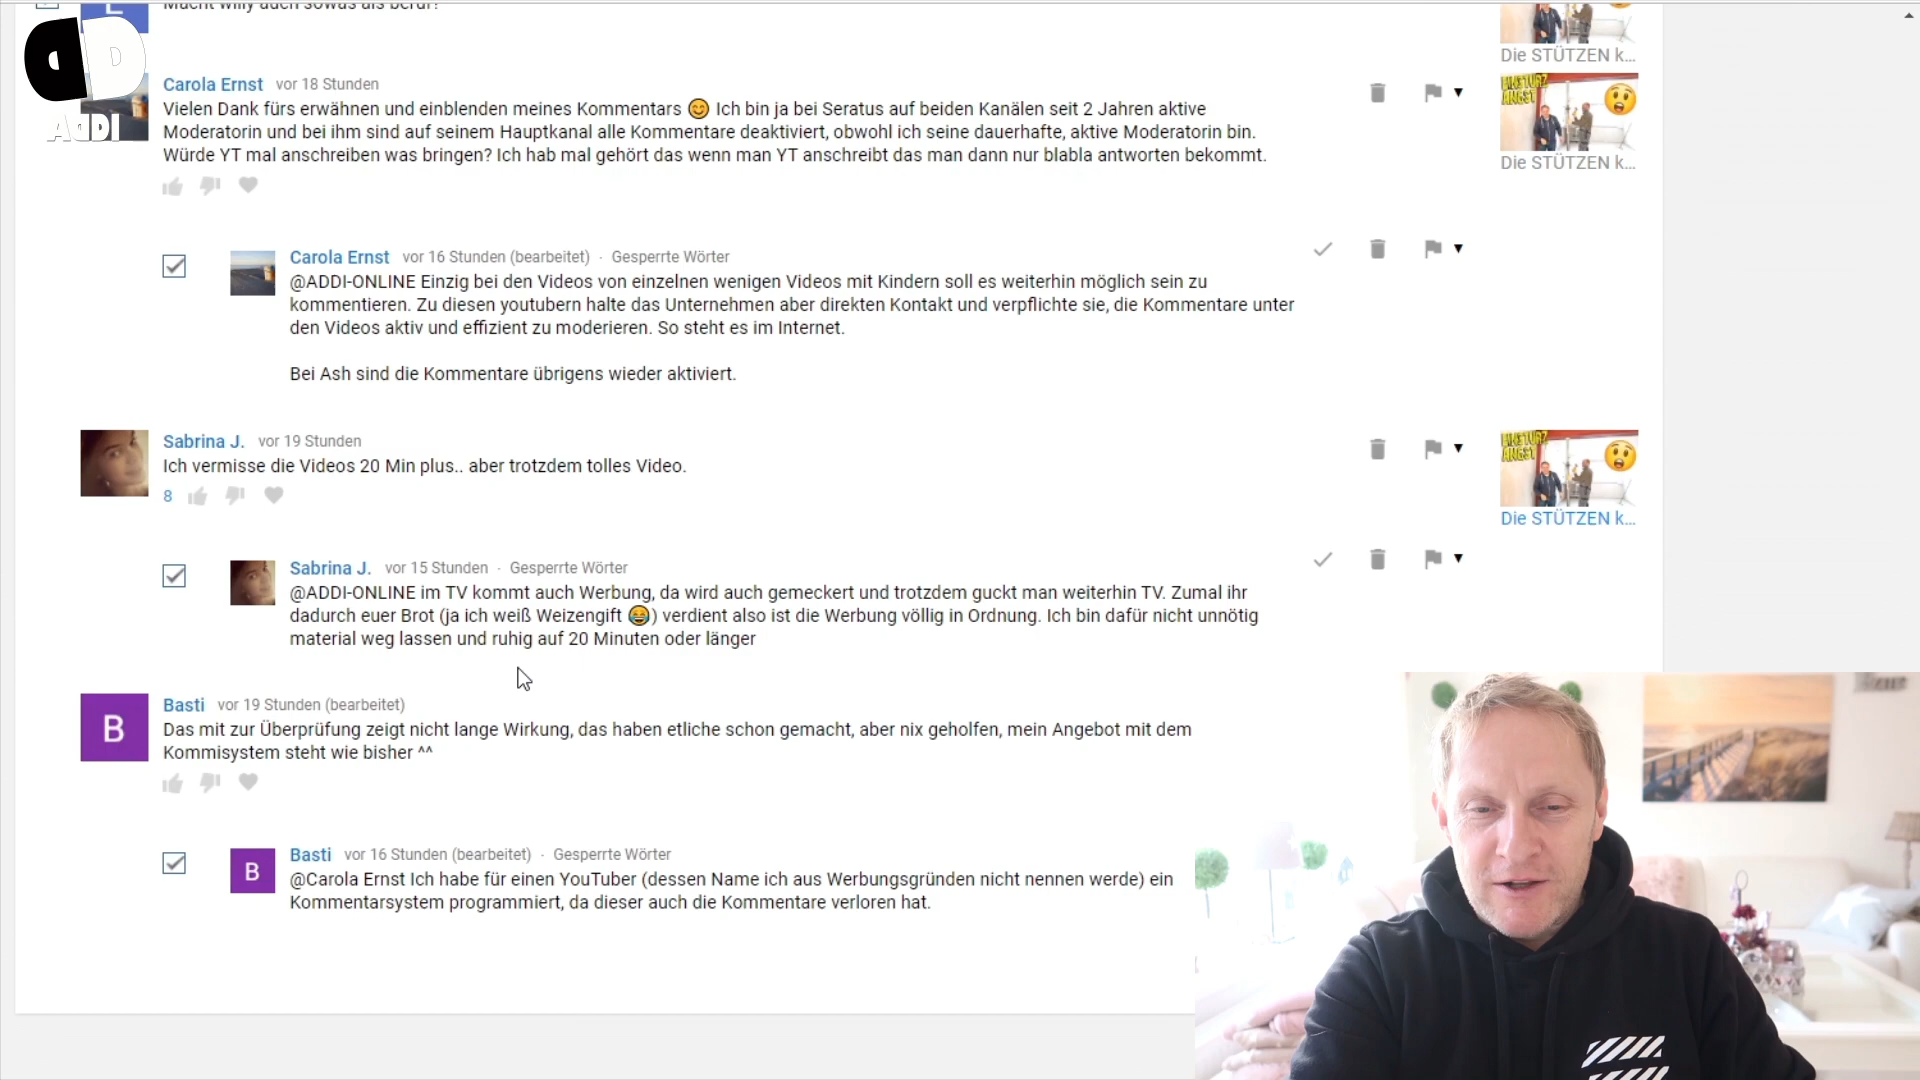 Macht willy auch sowas als beruf?
ADDI
Die STÜTZEN k...
Carola Ernst vor 18 Stunden
Vielen Dank fürs erwähnen und einblenden meines Kommentars 😊 Ich bin ja bei Seratus auf beiden Kanälen seit 2 Jahren aktive
Moderatorin und bei ihm sind auf seinem Hauptkanal alle Kommentare deaktiviert, obwohl ich seine dauerhafte, aktive Moderatorin bin.
Würde YT mal anschreiben was bringen? Ich hab mal gehört das wenn man YT anschreibt das man dann nur blabla antworten bekommt.
EINSTURZ
ANGST
Die STÜTZEN k...
Carola Ernst vor 16 Stunden (bearbeitet) · Gesperrte Wörter
@ADDI-ONLINE Einzig bei den Videos von einzelnen wenigen Videos mit Kindern soll es weiterhin möglich sein zu
kommentieren. Zu diesen youtubern halte das Unternehmen aber direkten Kontakt und verpflichte sie, die Kommentare unter
den Videos aktiv und effizient zu moderieren. So steht es im Internet.
Bei Ash sind die Kommentare übrigens wieder aktiviert.
Sabrina J. vor 19 Stunden
Ich vermisse die Videos 20 Min plus.. aber trotzdem tolles Video.
8
EINSTURZ
ANGST
Die STÜTZEN k...
Sabrina J. vor 15 Stunden · Gesperrte Wörter
@ADDI-ONLINE im TV kommt auch Werbung, da wird auch gemeckert und trotzdem guckt man weiterhin TV. Zumal ihr
dadurch euer Brot (ja ich weiß Weizengift 😂) verdient also ist die Werbung völlig in Ordnung. Ich bin dafür nicht unnötig
material weg lassen und ruhig auf 20 Minuten oder länger
B
Basti vor 19 Stunden (bearbeitet)
Das mit zur Überprüfung zeigt nicht lange Wirkung, das haben etliche schon gemacht, aber nix geholfen, mein Angebot mit dem
Kommisystem steht wie bisher ^^
B
Basti vor 16 Stunden (bearbeitet) · Gesperrte Wörter
@Carola Ernst Ich habe für einen YouTuber (dessen Name ich aus Werbungsgründen nicht nennen werde) ein
Kommentarsystem programmiert, da dieser auch die Kommentare verloren hat.